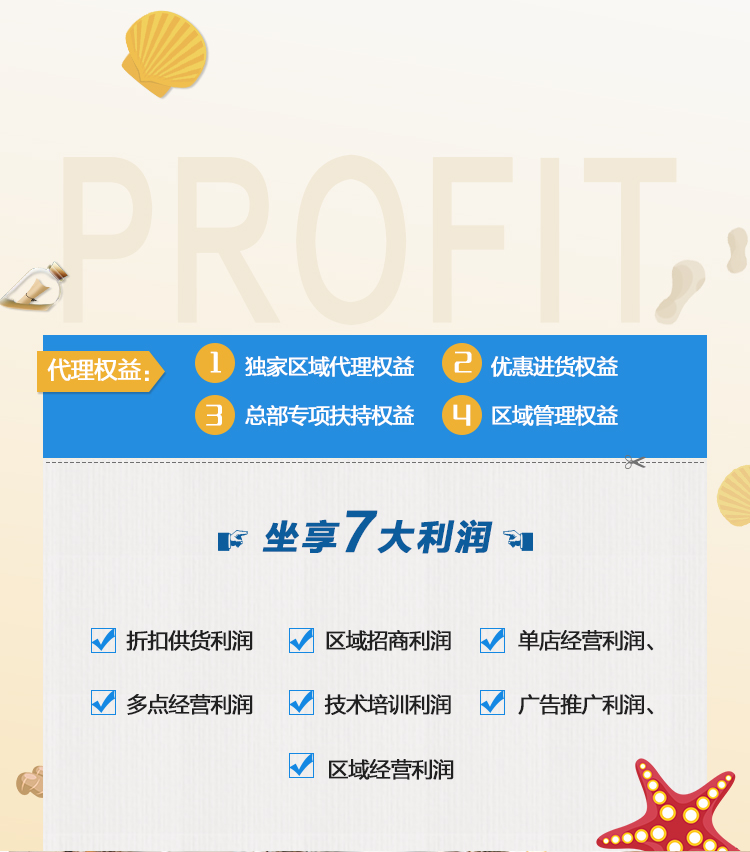 PROFIT
代理权益：
1 独家区域代理权益 2 优惠进货权益
3 总部专项扶持权益 4 区域管理权益
坐享7大利润
折扣供货利润 区域招商利润 单店经营利润、
多点经营利润 技术培训利润 广告推广利润、
区域经营利润